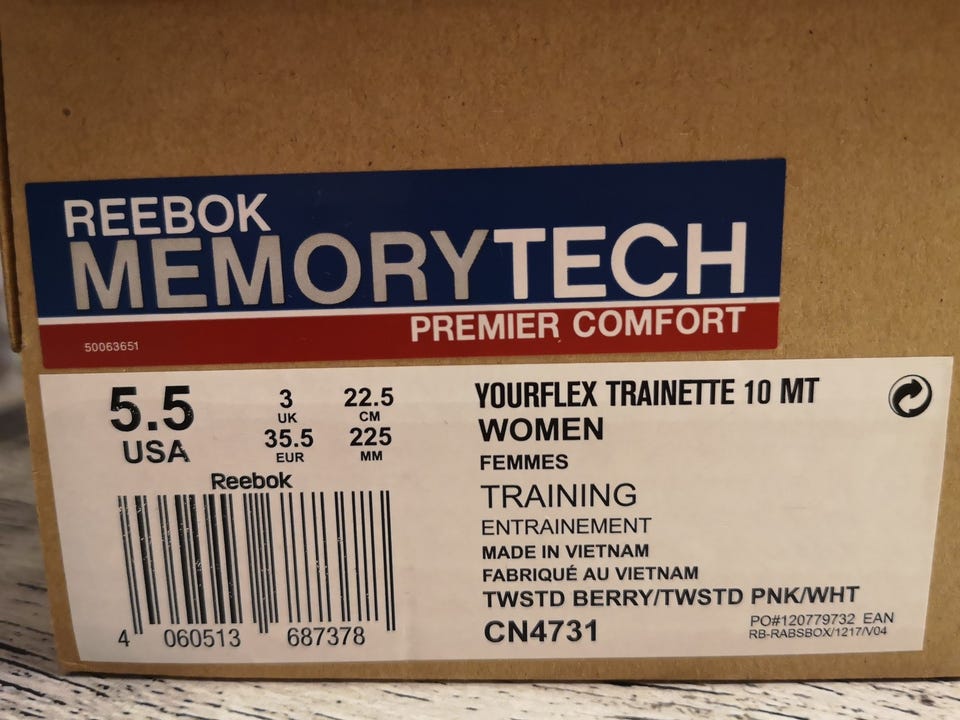 REEBOK
MEMORYTECH
PREMIER COMFORT
50063651
5.5
USA
3
UK
35.5
EUR
22.5
CM
225
MM
Reebok
4 060513 687378
YOURFLEX TRAINETTE 10 MT
WOMEN
FEMMES
TRAINING
ENTRAINEMENT
MADE IN VIETNAM
FABRIQUÉ AU VIETNAM
TWSTD BERRY/TWSTD PNK/WHT
CN4731
PO#120779732 EAN
RB-RABSBOX/1217/V04